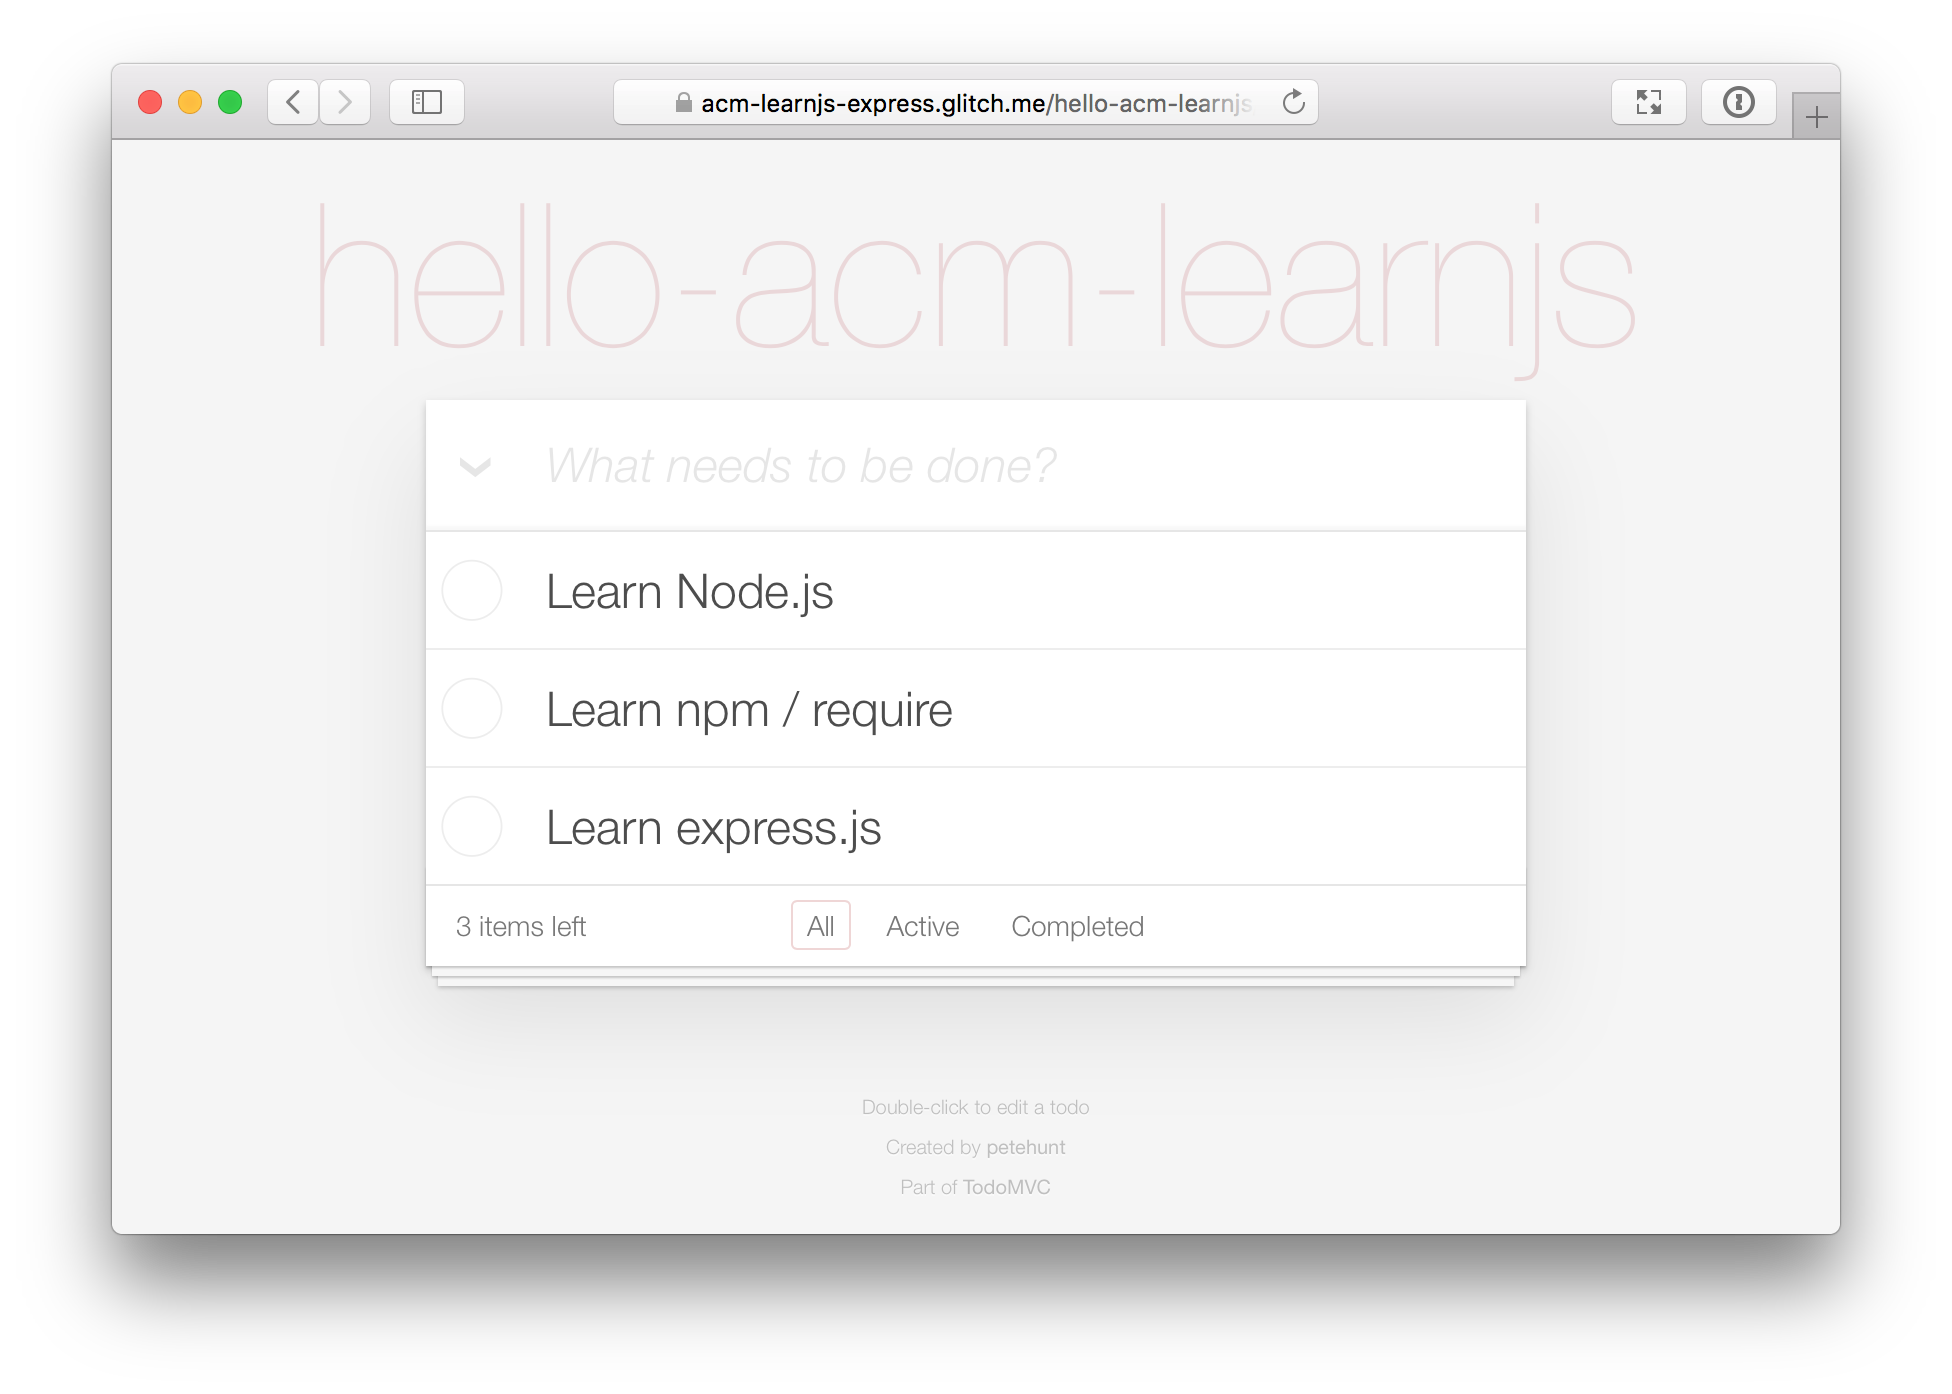 acm-learnjs-express.glitch.me/hello-acm-learnjs
hello-acm-learnjs
What needs to be done?
Learn Node.js
Learn npm / require
Learn express.js
3 items left All Active Completed
Double-click to edit a todo
Created by petehunt
Part of TodoMVC